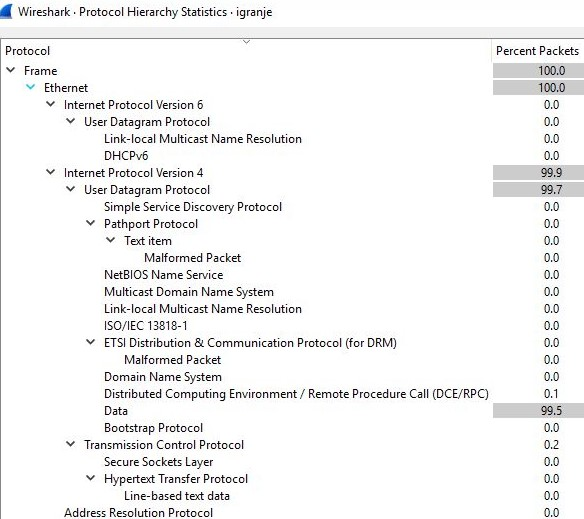 Wireshark · Protocol Hierarchy Statistics · igranje
Protocol Percent Packets
Frame 100.0
Ethernet 100.0
Internet Protocol Version 6 0.0
User Datagram Protocol 0.0
Link-local Multicast Name Resolution 0.0
DHCPv6 0.0
Internet Protocol Version 4 99.9
User Datagram Protocol 99.7
Simple Service Discovery Protocol 0.0
Pathport Protocol 0.0
Text item 0.0
Malformed Packet 0.0
NetBIOS Name Service 0.0
Multicast Domain Name System 0.0
Link-local Multicast Name Resolution 0.0
ISO/IEC 13818-1 0.0
ETSI Distribution & Communication Protocol (for DRM) 0.0
Malformed Packet 0.0
Domain Name System 0.0
Distributed Computing Environment / Remote Procedure Call (DCE/RPC) 0.1
Data 99.5
Bootstrap Protocol 0.0
Transmission Control Protocol 0.2
Secure Sockets Layer 0.0
Hypertext Transfer Protocol 0.0
Line-based text data 0.0
Address Resolution Protocol 0.0